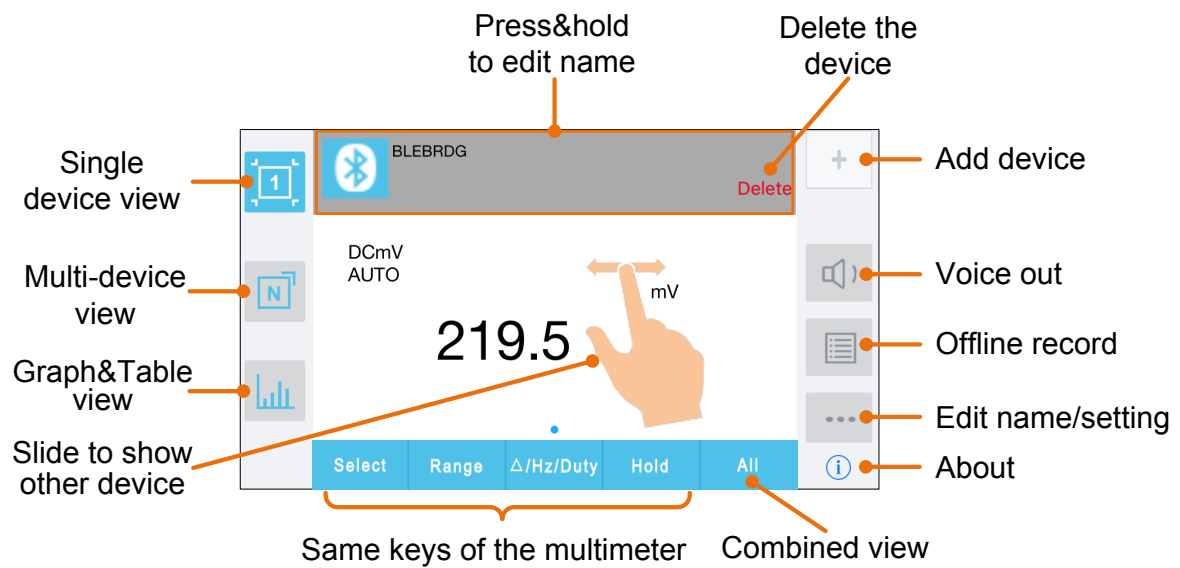 Press&hold
to edit name
Delete the
device
Single
device view
1
BLEBRDG
Delete
+
Add device
DCmV
AUTO
Multi-device
view
N
mV
219.5
Voice out
Offline record
Graph&Table
view
Edit name/setting
Slide to show
other device
Select
Range
△/Hz/Duty
Hold
All
i
About
Same keys of the multimeter
Combined view